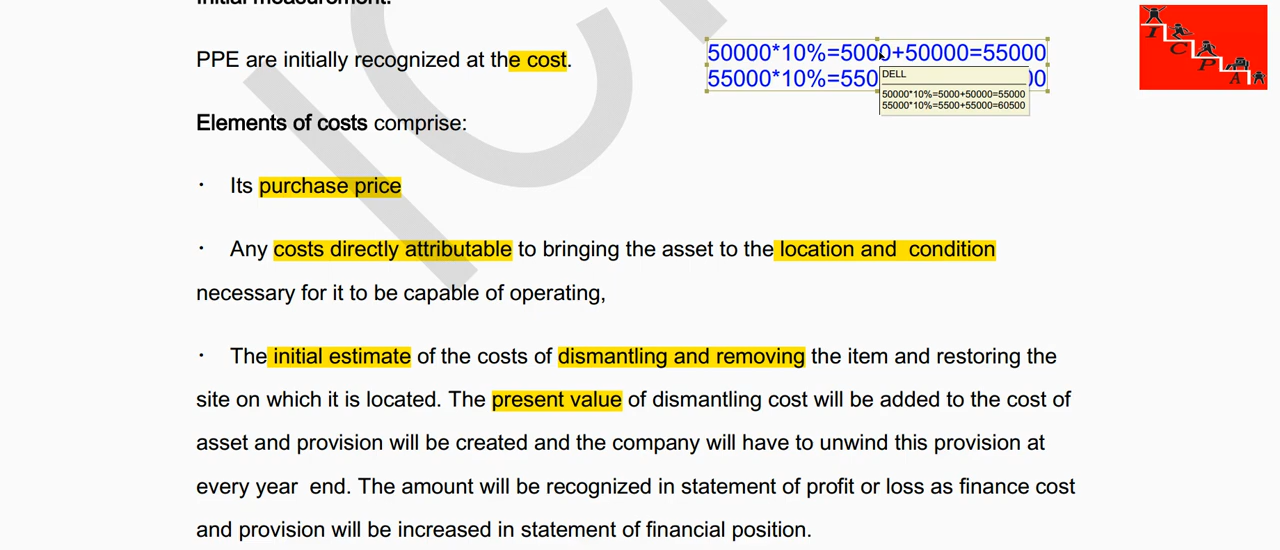 Initial measurement:
PPE are initially recognized at the cost.
50000*10%=5000+50000=55000
55000*10%=550
00
DELL
50000*10%=5000+50000=55000
55000*10%=5500+55000=60500
I C P A
Elements of costs comprise:
· Its purchase price
· Any costs directly attributable to bringing the asset to the location and condition
necessary for it to be capable of operating,
· The initial estimate of the costs of dismantling and removing the item and restoring the
site on which it is located. The present value of dismantling cost will be added to the cost of
asset and provision will be created and the company will have to unwind this provision at
every year end. The amount will be recognized in statement of profit or loss as finance cost
and provision will be increased in statement of financial position.